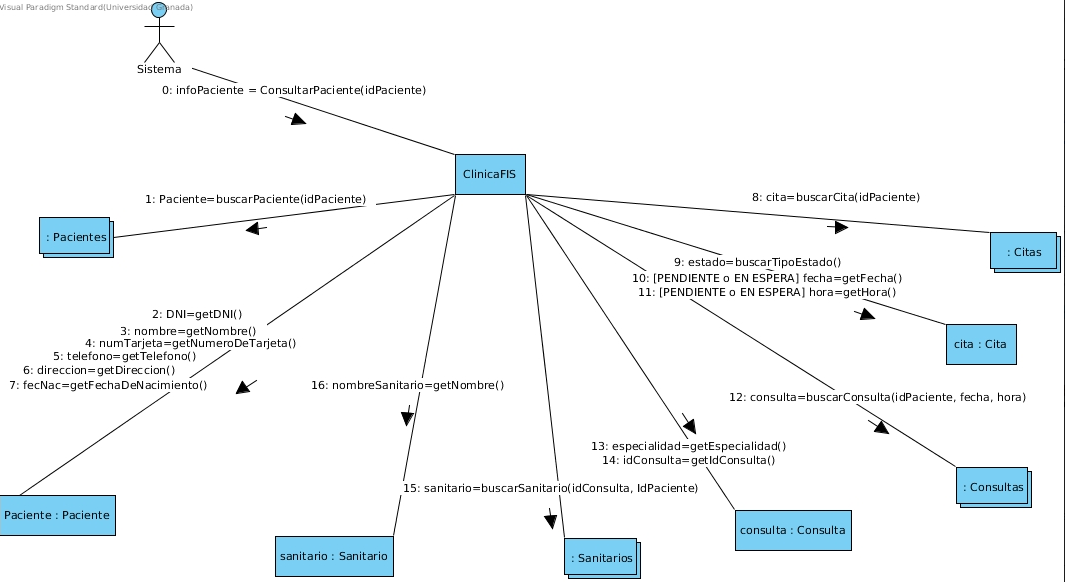 Visual Paradigm Standard(Universidad Granada)
Sistema
0: infoPaciente = ConsultarPaciente(idPaciente)
ClinicaFIS
1: Paciente=buscarPaciente(idPaciente)
8: cita=buscarCita(idPaciente)
: Pacientes
: Citas
9: estado=buscarTipoEstado()
10: [PENDIENTE o EN ESPERA] fecha=getFecha()
11: [PENDIENTE o EN ESPERA] hora=getHora()
2: DNI=getDNI()
3: nombre=getNombre()
4: numTarjeta=getNumeroDeTarjeta()
5: telefono=getTelefono()
6: direccion=getDireccion()
7: fecNac=getFechaDeNacimiento()
cita : Cita
16: nombreSanitario=getNombre()
12: consulta=buscarConsulta(idPaciente, fecha, hora)
13: especialidad=getEspecialidad()
14: idConsulta=getIdConsulta()
15: sanitario=buscarSanitario(idConsulta, IdPaciente)
: Consultas
Paciente : Paciente
consulta : Consulta
sanitario : Sanitario
: Sanitarios